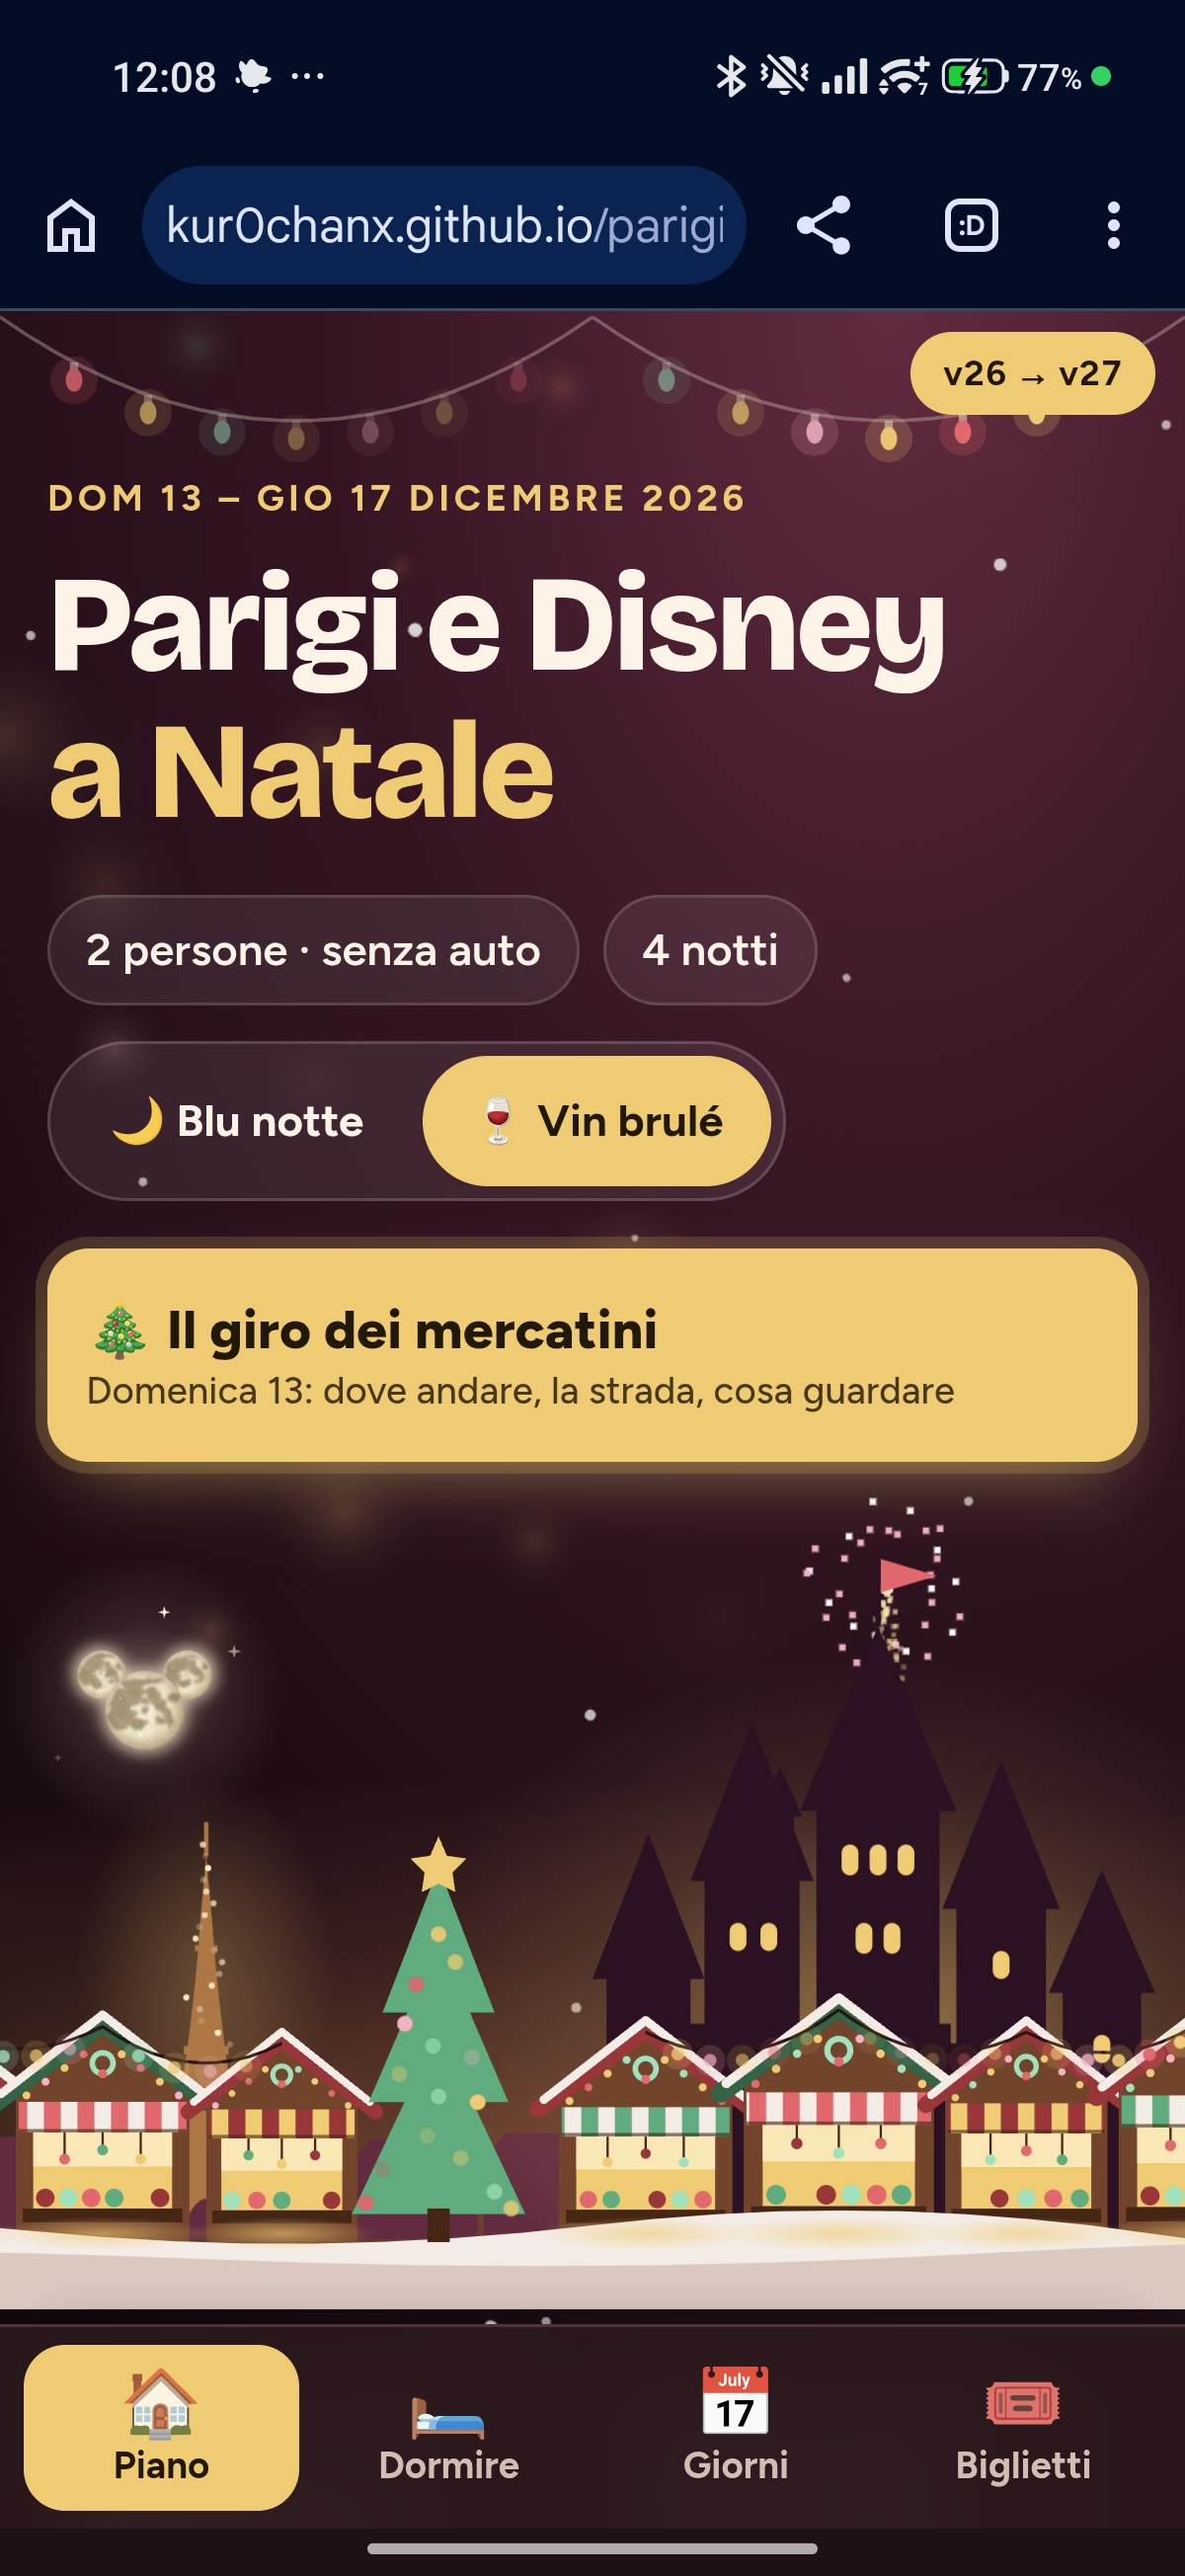 12:08
7
77%
kur0chanx.github.io/parigi
:D
v26 → v27
DOM 13 – GIO 17 DICEMBRE 2026
Parigi e Disney
a Natale
2 persone · senza auto
4 notti
🌙 Blu notte
🍷 Vin brulé
🎄 Il giro dei mercatini
Domenica 13: dove andare, la strada, cosa guardare
July
17
Piano
Dormire
Giorni
Biglietti